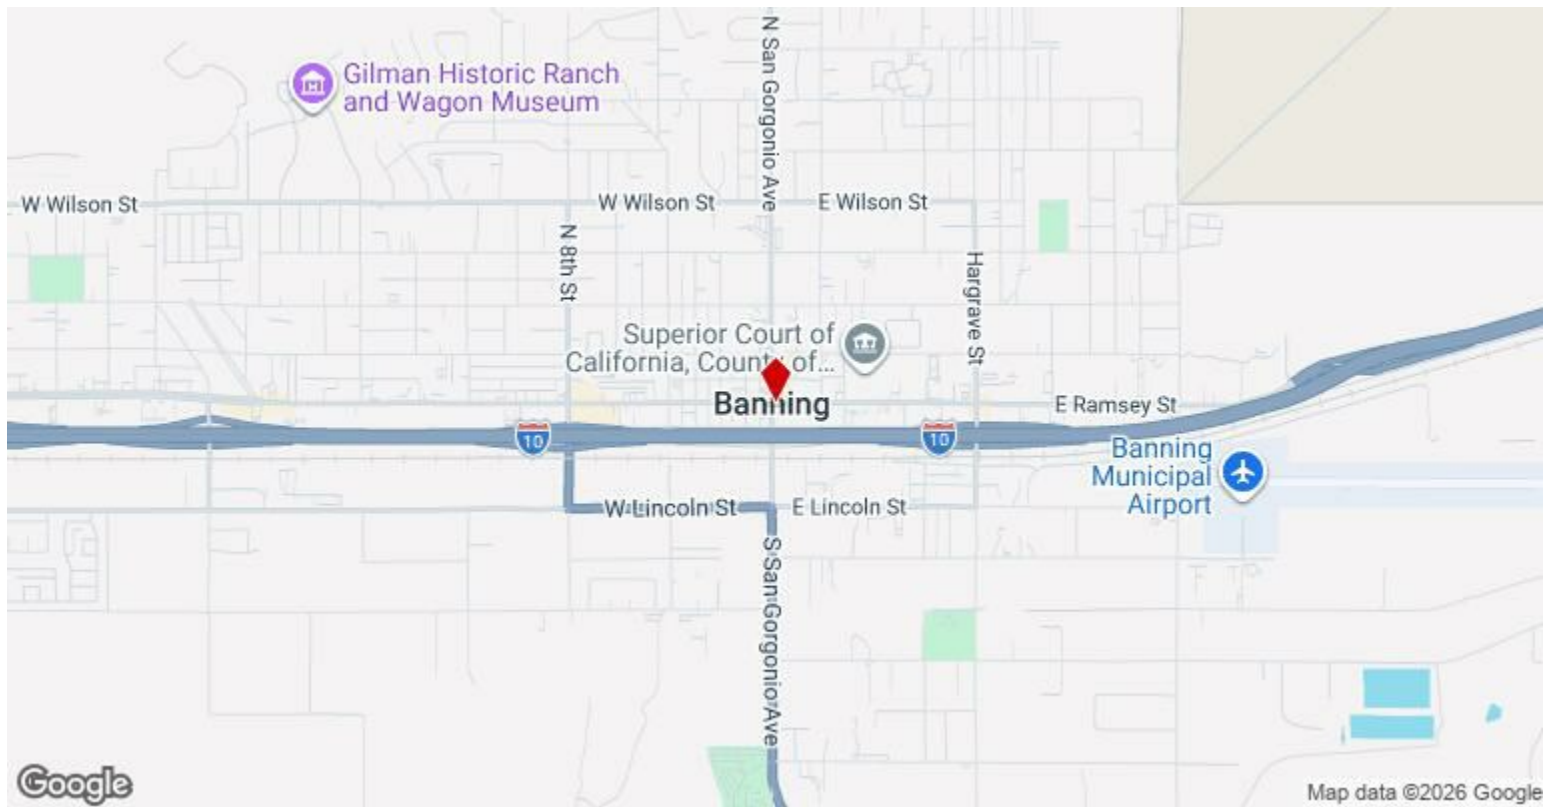 N San Gorgonio Ave
Gilman Historic Ranch
and Wagon Museum
W Wilson St
W Wilson St
E Wilson St
N 8th St
Hargrave St
Superior Court of
California, County of...
Banning
E Ramsey St
10
10
Banning
Municipal
Airport
W Lincoln St
E Lincoln St
S San Gorgonio Ave
Google
Map data ©2026 Google